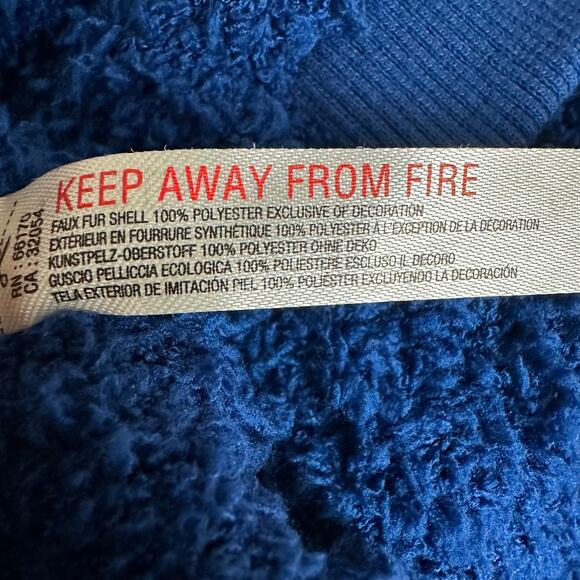 KEEP AWAY FROM FIRE
FAUX FUR SHELL 100% POLYESTER EXCLUSIVE OF DECORATION
EXTÉRIEUR EN FOURRURE SYNTHÉTIQUE 100% POLYESTER À L'EXCEPTION DE LA DÉCORATION
KUNSTPELZ-OBERSTOFF 100% POLYESTER OHNE DEKO
GUSCIO PELLICCIA ECOLOGICA 100% POLIESTERE ESCLUSO IL DECORO
TELA EXTERIOR DE IMITACIÓN PIEL 100% POLIÉSTER EXCLUYENDO LA DECORACIÓN
RN : 66170
CA : 32054